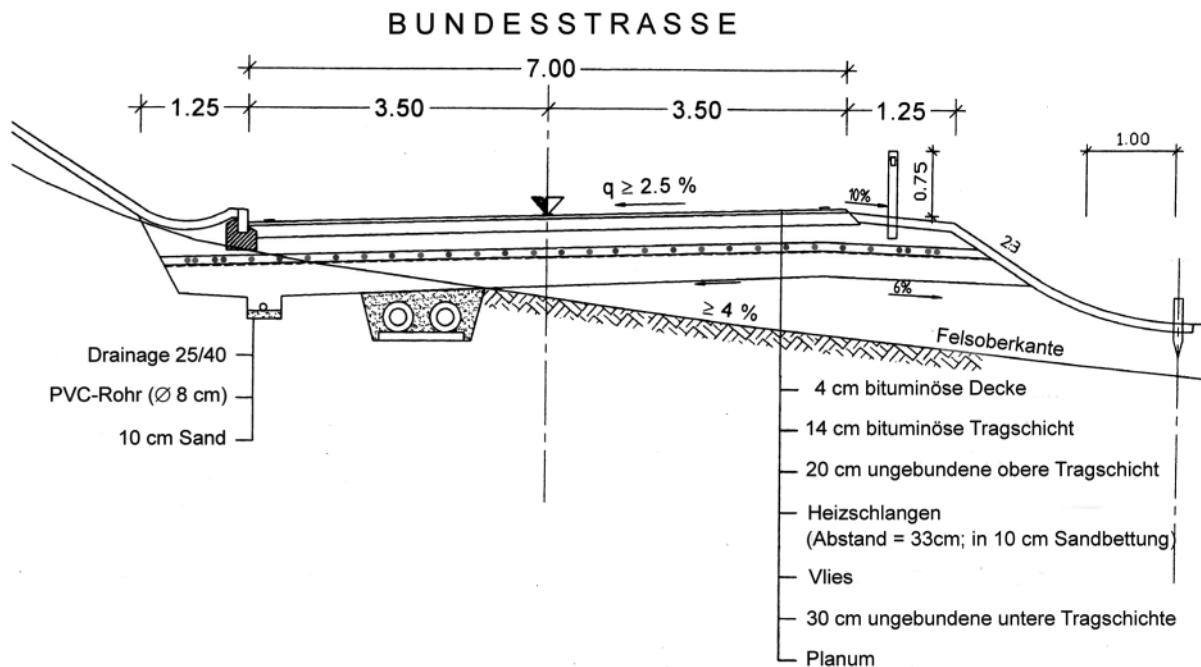 BUNDESSTRASSE
7.00
1.25
3.50
3.50
1.25
1.00
0.75
q ≥ 2.5 %
10%
2:3
6%
≥ 4 %
Felsoberkante
Drainage 25/40
PVC-Rohr (Ø 8 cm)
10 cm Sand
4 cm bituminöse Decke
14 cm bituminöse Tragschicht
20 cm ungebundene obere Tragschicht
Heizschlangen
(Abstand = 33cm; in 10 cm Sandbettung)
Vlies
30 cm ungebundene untere Tragschichte
Planum